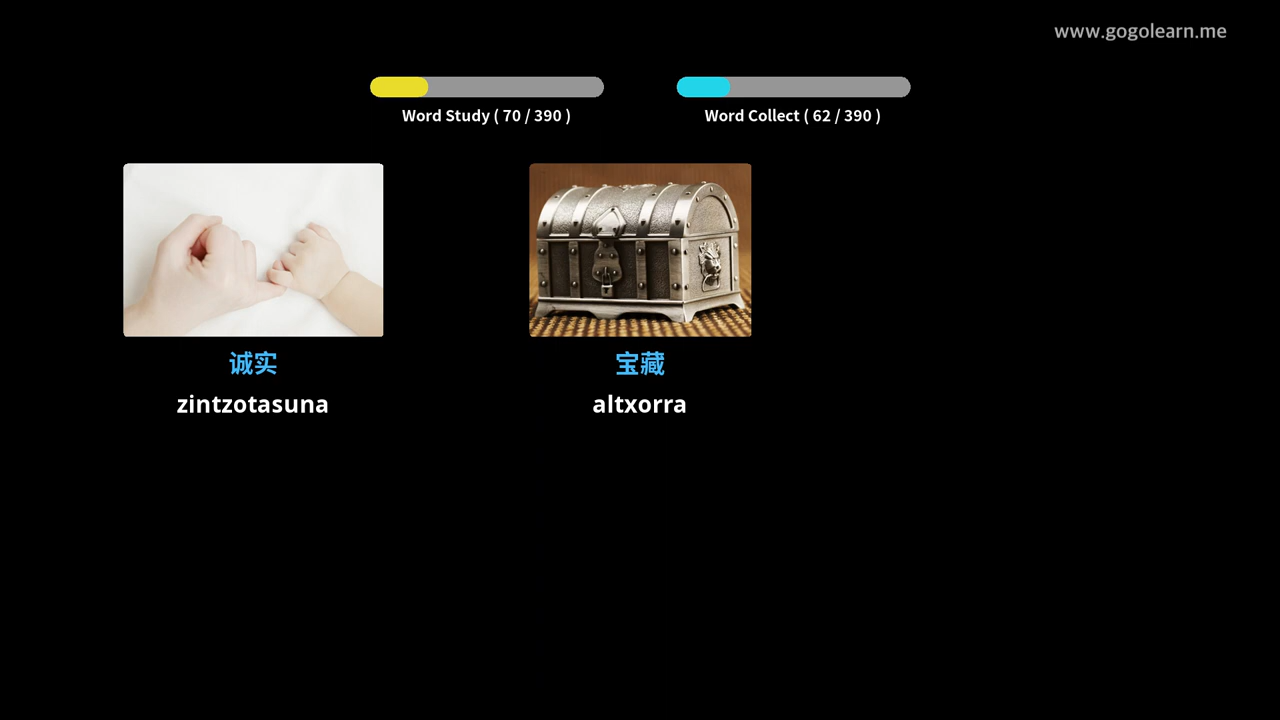 www.gogolearn.me
Word Study ( 70 / 390 )
Word Collect ( 62 / 390 )
诚实
zintzotasuna
宝藏
altxorra